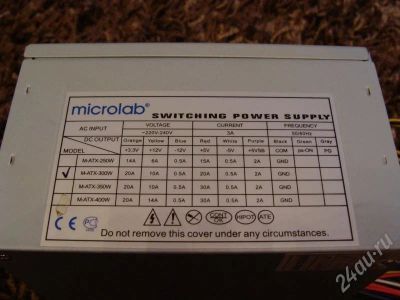 microlab®
SWITCHING POWER SUPPLY
AC INPUT VOLTAGE CURRENT FREQUENCY
~220V-240V 3A 50/60Hz
DC OUTPUT Orange Yellow Blue Red White Purple Black Green Gray
MODEL +3.3V +12V -12V +5V -5V +5VSB COM ps-ON PG
M-ATX-250W 14A 6A 0.5A 15A 0.5A 2A GND
M-ATX-300W 20A 10A 0.5A 20A 0.5A 2A GND
M-ATX-350W 20A 10A 0.5A 30A 0.5A 2A GND
M-ATX-400W 20A 14A 0.5A 30A 0.5A 2A GND
CE HIPOT ATE
Do not remove this cover under any circumstances.
24au.ru